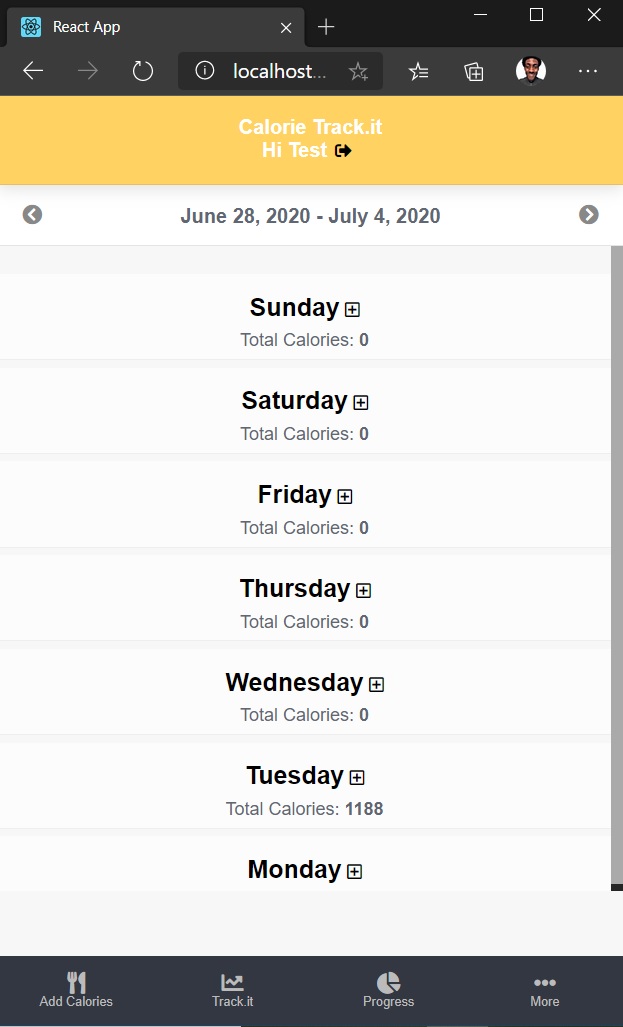 React App
localhost...
Calorie Track.it
Hi Test
June 28, 2020 - July 4, 2020
Sunday
Total Calories: 0
Saturday
Total Calories: 0
Friday
Total Calories: 0
Thursday
Total Calories: 0
Wednesday
Total Calories: 0
Tuesday
Total Calories: 1188
Monday
Add Calories
Track.it
Progress
More